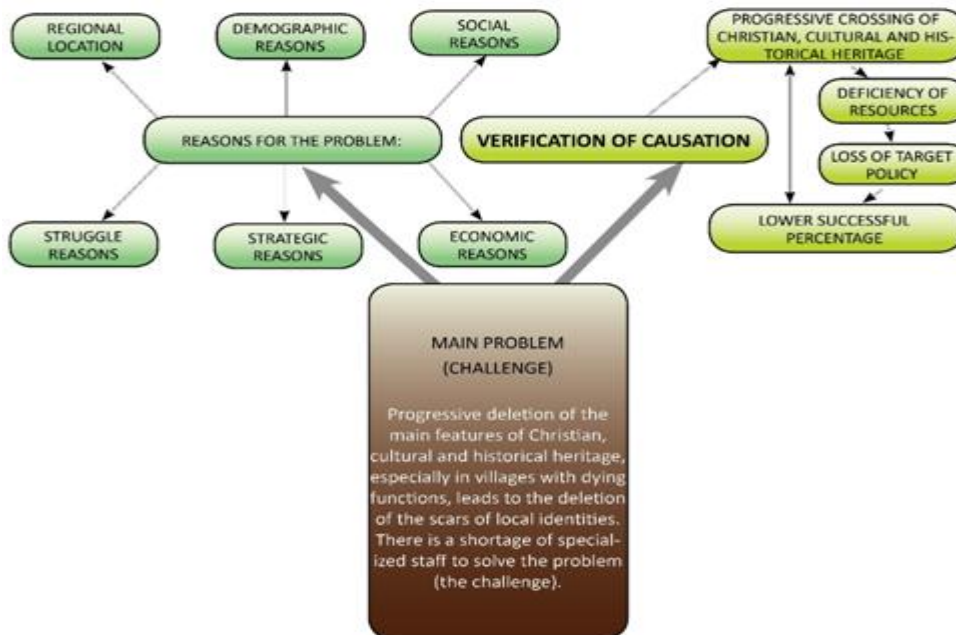 REGIONAL
LOCATION
DEMOGRAPHIC
REASONS
SOCIAL
REASONS
PROGRESSIVE CROSSING OF
CHRISTIAN, CULTURAL AND HIS-
TORICAL HERITAGE
DEFICIENCY OF
RESOURCES
REASONS FOR THE PROBLEM:
VERIFICATION OF CAUSATION
LOSS OF TARGET
POLICY
STRUGGLE
REASONS
STRATEGIC
REASONS
ECONOMIC
REASONS
LOWER SUCCESSFUL
PERCENTAGE
MAIN PROBLEM
(CHALLENGE)
Progressive deletion of the
main features of Christian,
cultural and historical heritage,
especially in villages with dying
functions, leads to the deletion
of the scars of local identities.
There is a shortage of special-
ized staff to solve the problem
(the challenge).